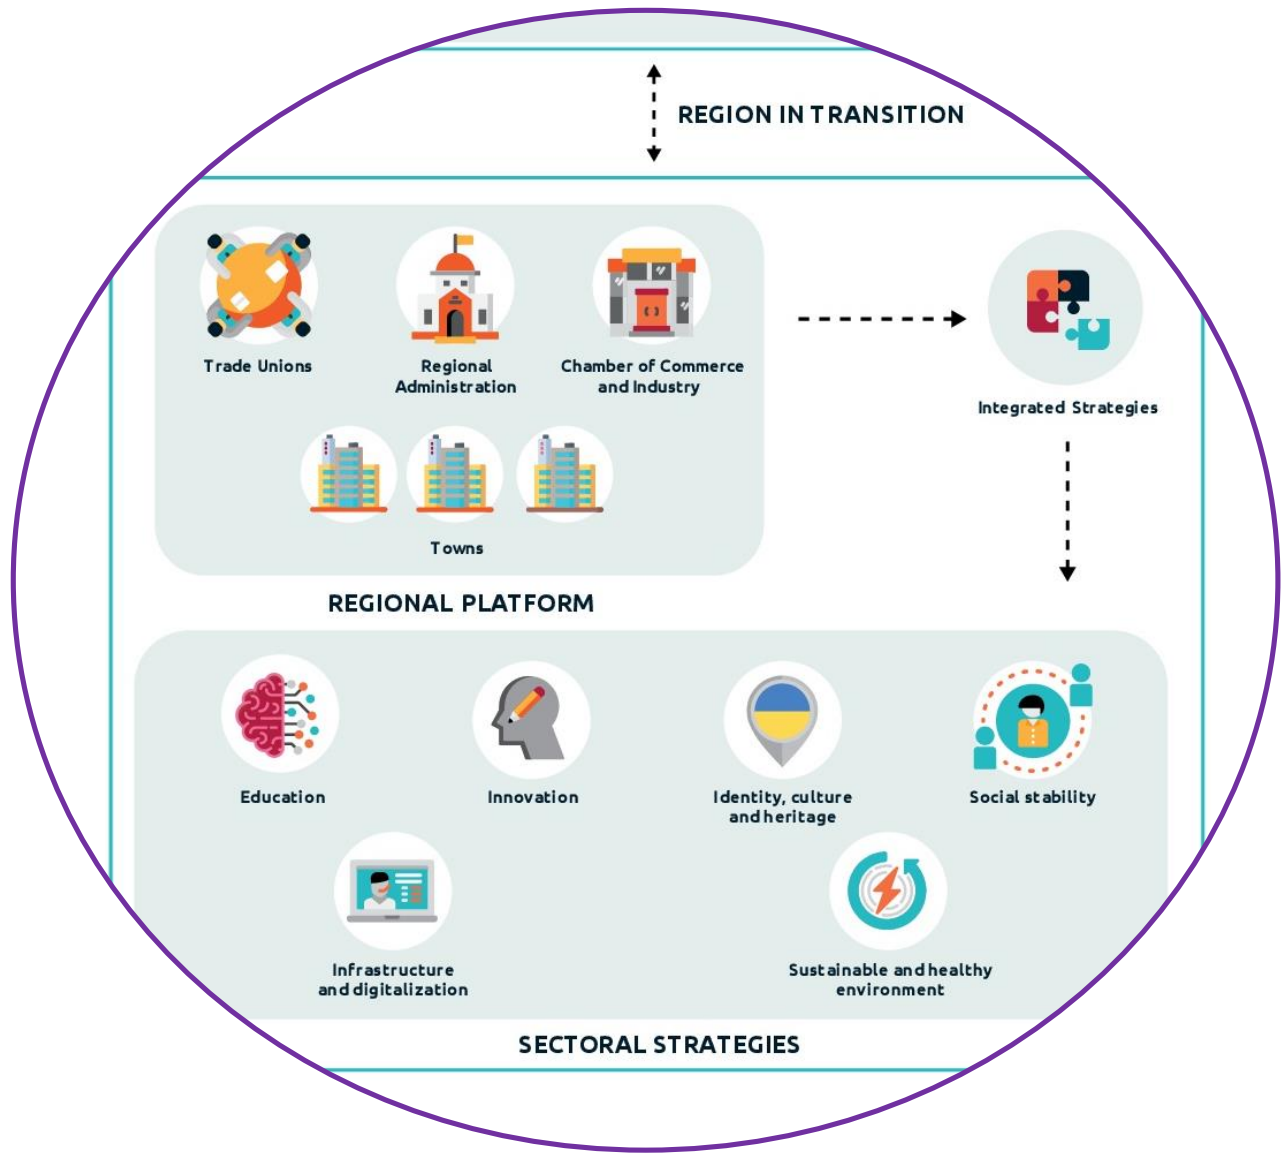 REGION IN TRANSITION
Trade Unions
Regional
Administration
Chamber of Commerce
and Industry
Integrated Strategies
Towns
REGIONAL PLATFORM
Education
Innovation
Identity, culture
and heritage
Social stability
Infrastructure
and digitalization
Sustainable and healthy
environment
SECTORAL STRATEGIES